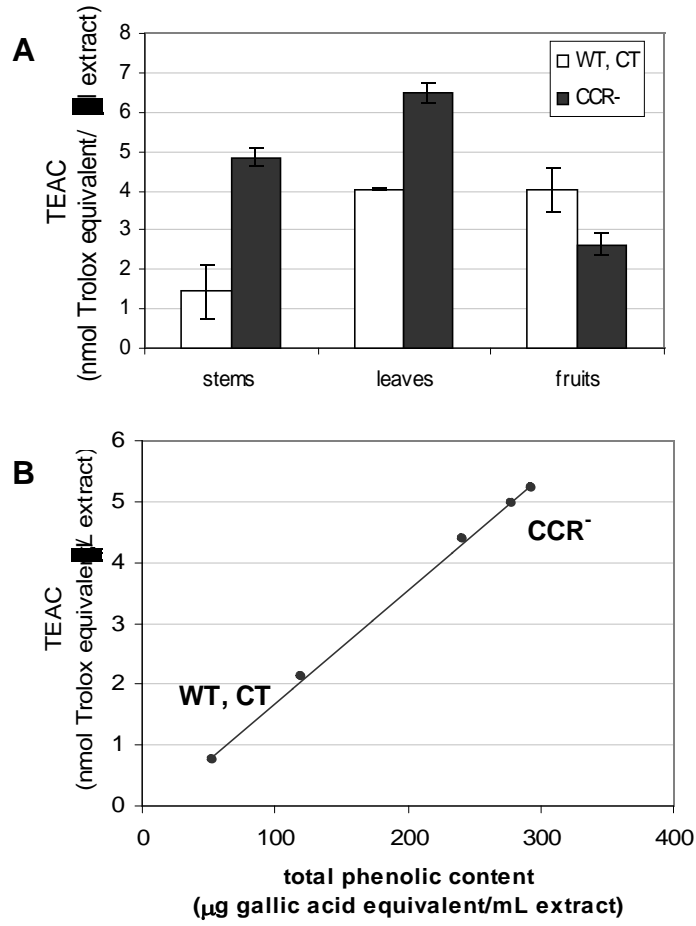 A
TEAC
(nmol Trolox equivalent/ extract)
8
7
6
5
4
3
2
1
0
WT, CT
CCR-
stems
leaves
fruits
B
TEAC
(nmol Trolox equivalent/ L extract)
6
5
4
3
2
1
0
WT, CT
CCR⁻
0 100 200 300 400
total phenolic content
(μg gallic acid equivalent/mL extract)